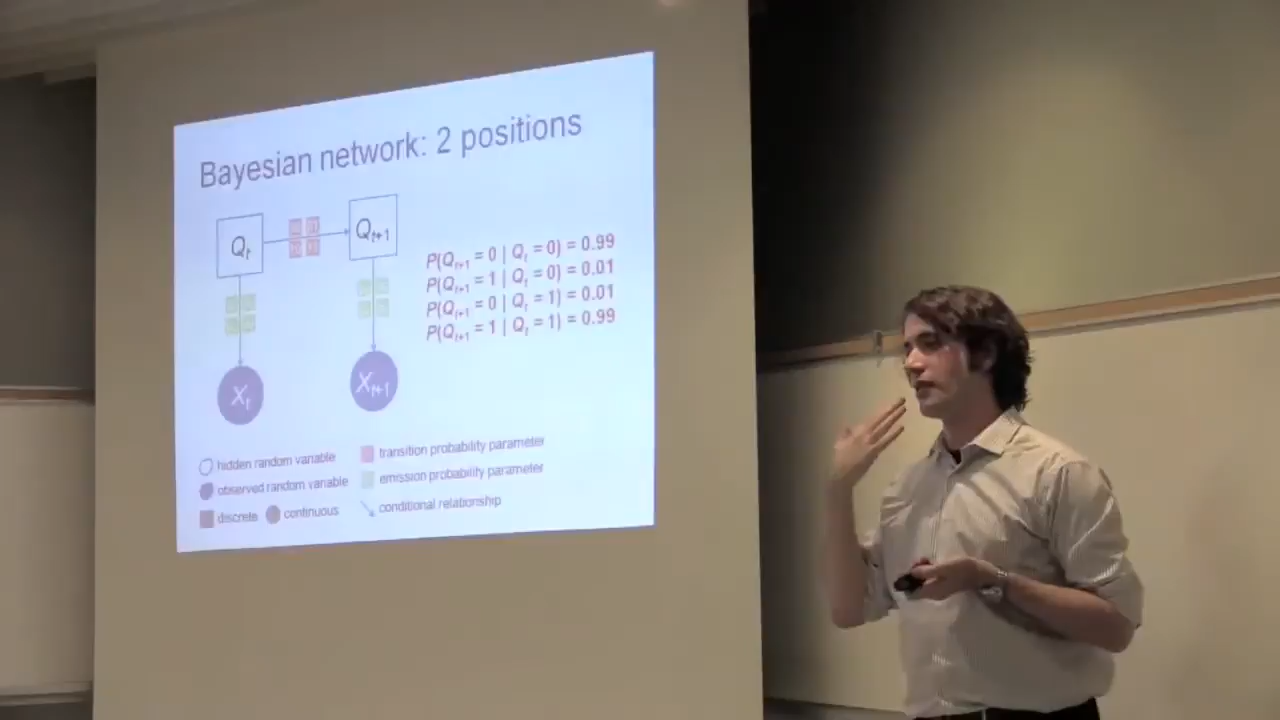 Bayesian network: 2 positions
Qt
Qt+1
P(Qt+1 = 0 | Qt = 0) = 0.99
P(Qt+1 = 1 | Qt = 0) = 0.01
P(Qt+1 = 0 | Qt = 1) = 0.01
P(Qt+1 = 1 | Qt = 1) = 0.99
Xt
Xt+1
hidden random variable
observed random variable
discrete
continuous
transition probability parameter
emission probability parameter
conditional relationship